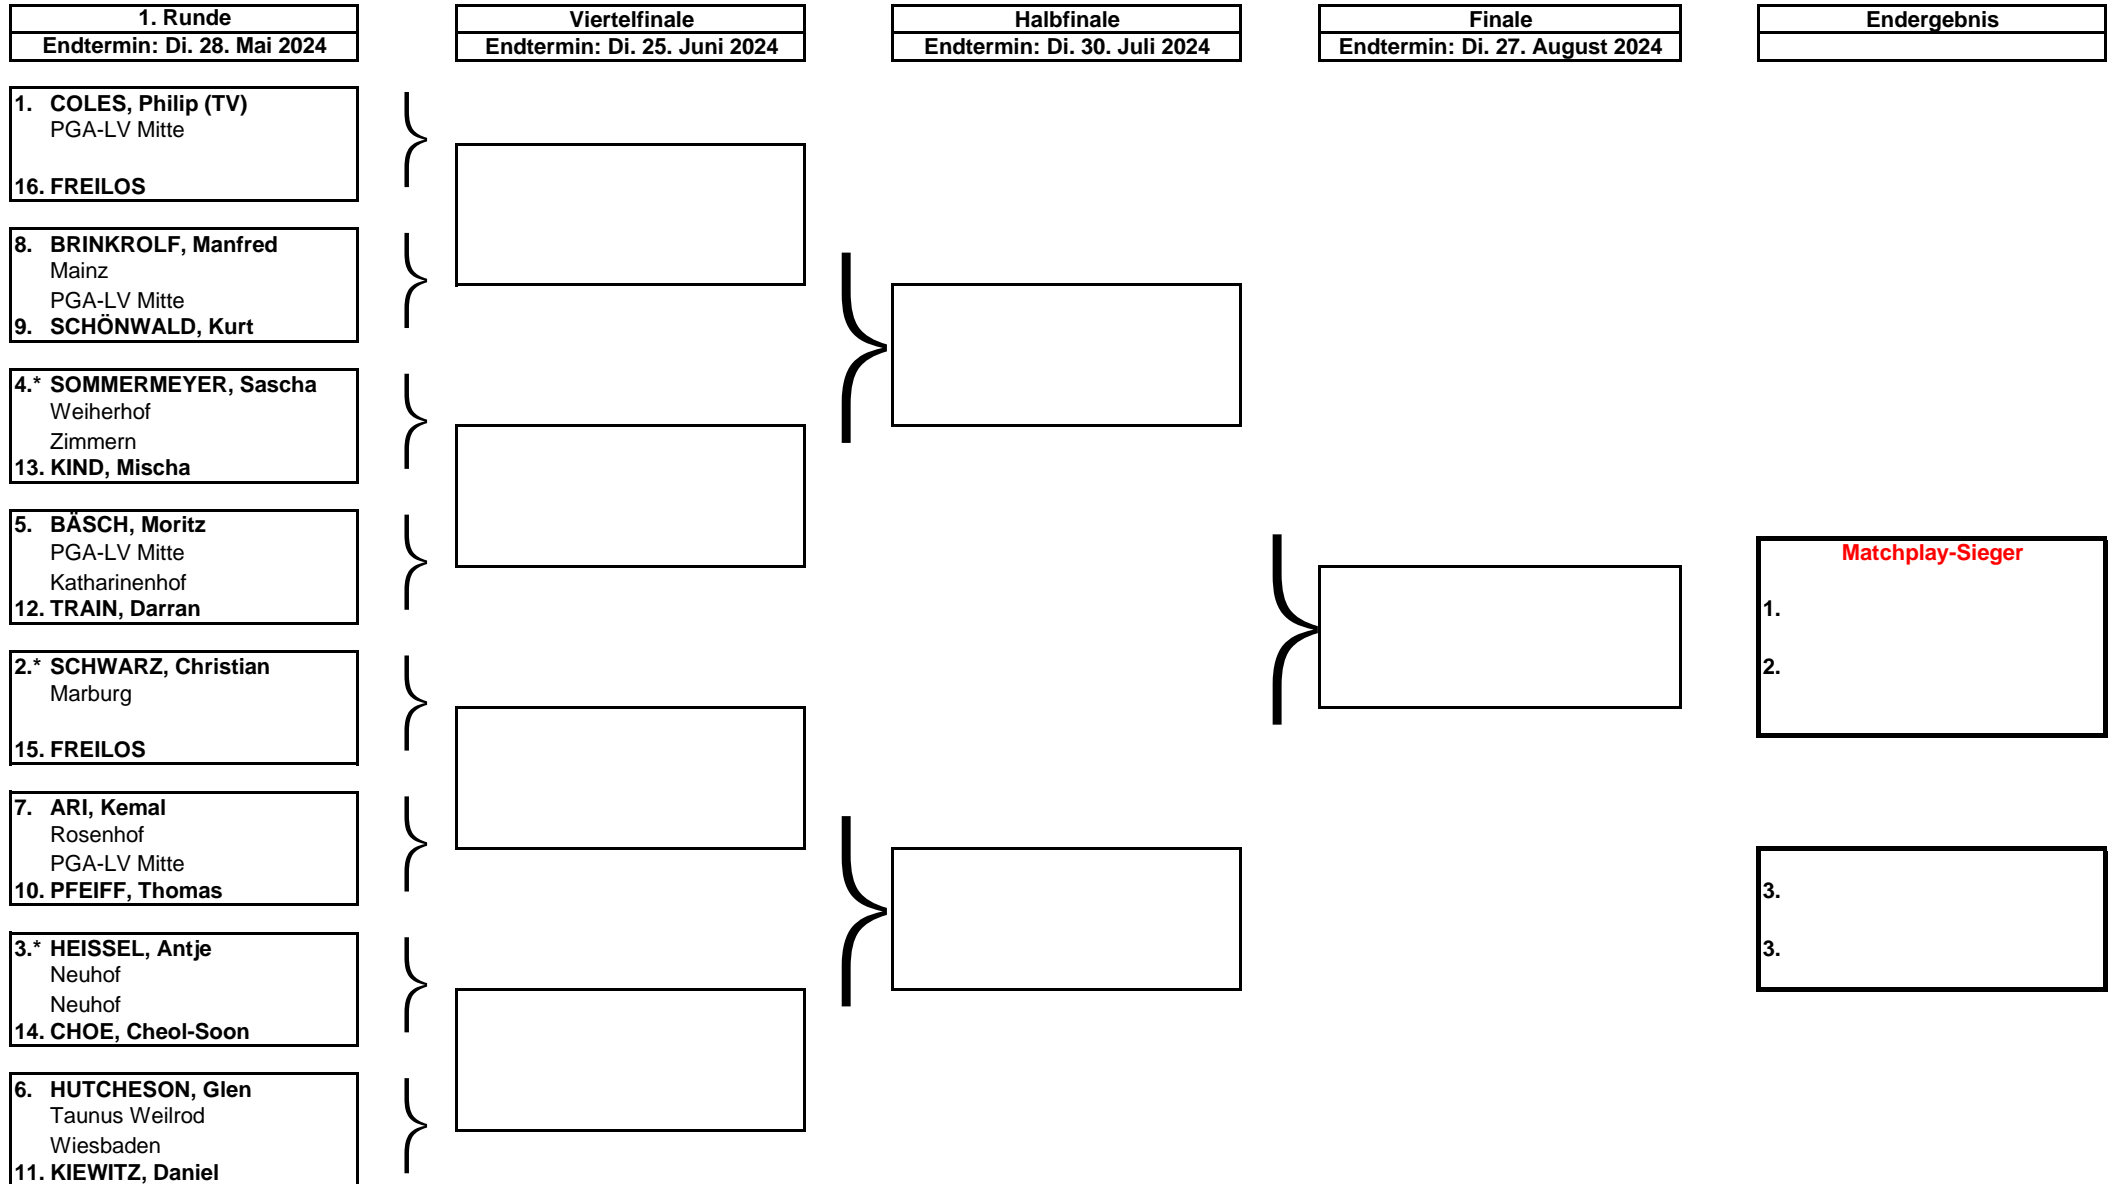 1. Runde
Endtermin: Di. 28. Mai 2024
Viertelfinale
Endtermin: Di. 25. Juni 2024
Halbfinale
Endtermin: Di. 30. Juli 2024
Finale
Endtermin: Di. 27. August 2024
Endergebnis
1. COLES, Philip (TV)
PGA-LV Mitte
16. FREILOS
8. BRINKROLF, Manfred
Mainz
PGA-LV Mitte
9. SCHÖNWALD, Kurt
4.* SOMMERMEYER, Sascha
Weiherhof
Zimmern
13. KIND, Mischa
5. BÄSCH, Moritz
PGA-LV Mitte
Katharinenhof
12. TRAIN, Darran
2.* SCHWARZ, Christian
Marburg
15. FREILOS
7. ARI, Kemal
Rosenhof
PGA-LV Mitte
10. PFEIFF, Thomas
3.* HEISSEL, Antje
Neuhof
Neuhof
14. CHOE, Cheol-Soon
6. HUTCHESON, Glen
Taunus Weilrod
Wiesbaden
11. KIEWITZ, Daniel
Matchplay-Sieger
1.
2.
3.
3.